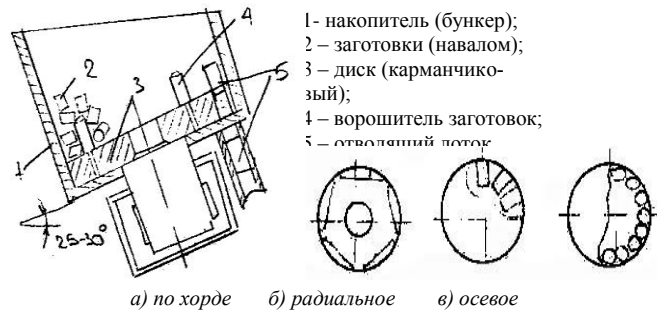 1- накопитель (бункер);
2 – заготовки (навалом);
3 – диск (карманчико-
вый);
4 – ворошитель заготовок;
5 – отводящий лоток
4
2
3
5
1
25-30°
а) по хорде б) радиальное в) осевое